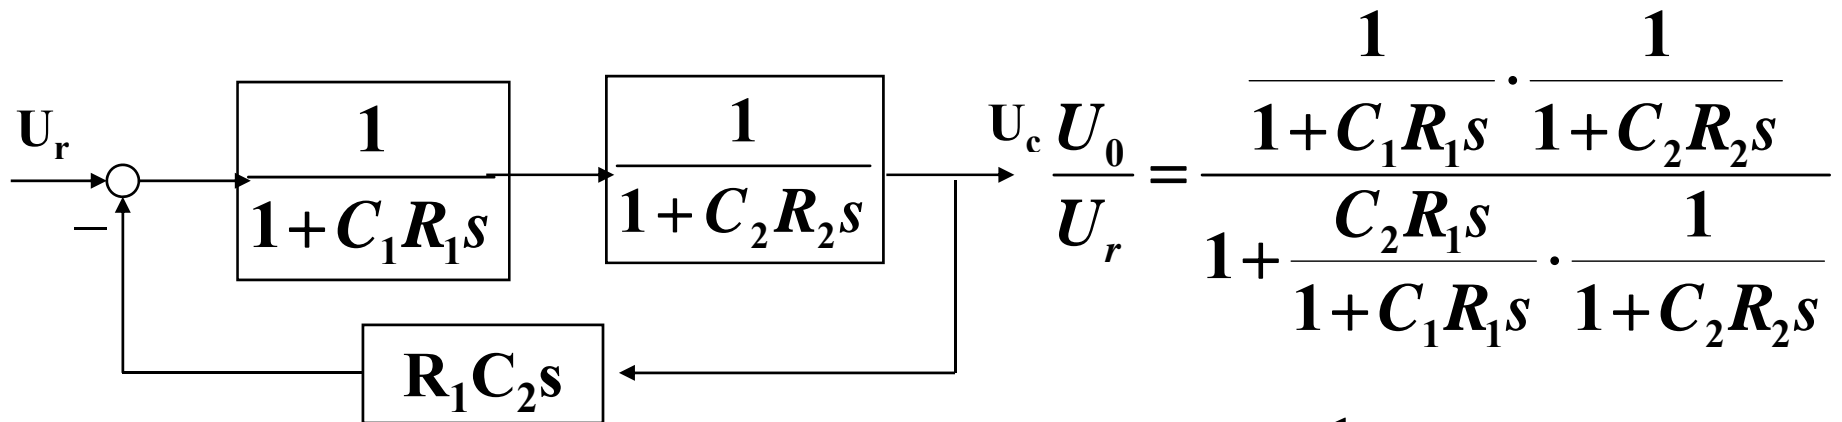 U_r
1
1+C_1R_1s
1
1+C_2R_2s
U_c
−
R_1C_2s
U_0
U_r
=
1
1+C_1R_1s
·
1
1+C_2R_2s
1+
C_2R_1s
1+C_1R_1s
·
1
1+C_2R_2s